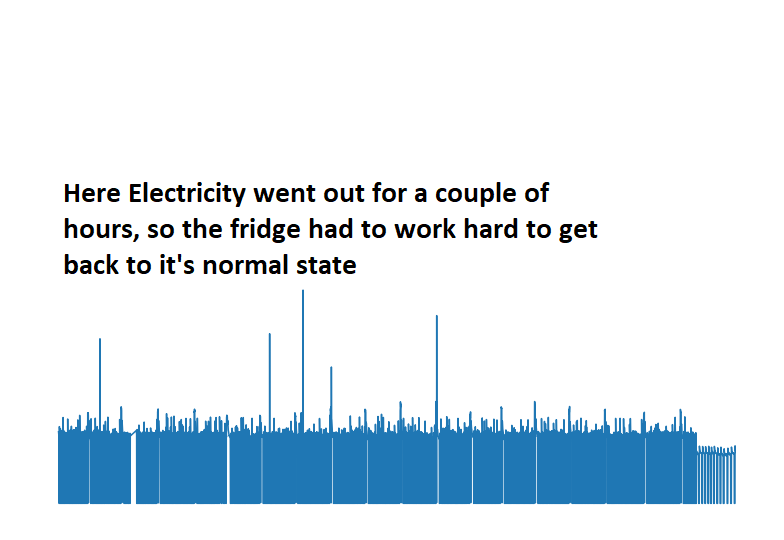 Here Electricity went out for a couple of
hours, so the fridge had to work hard to get
back to it's normal state